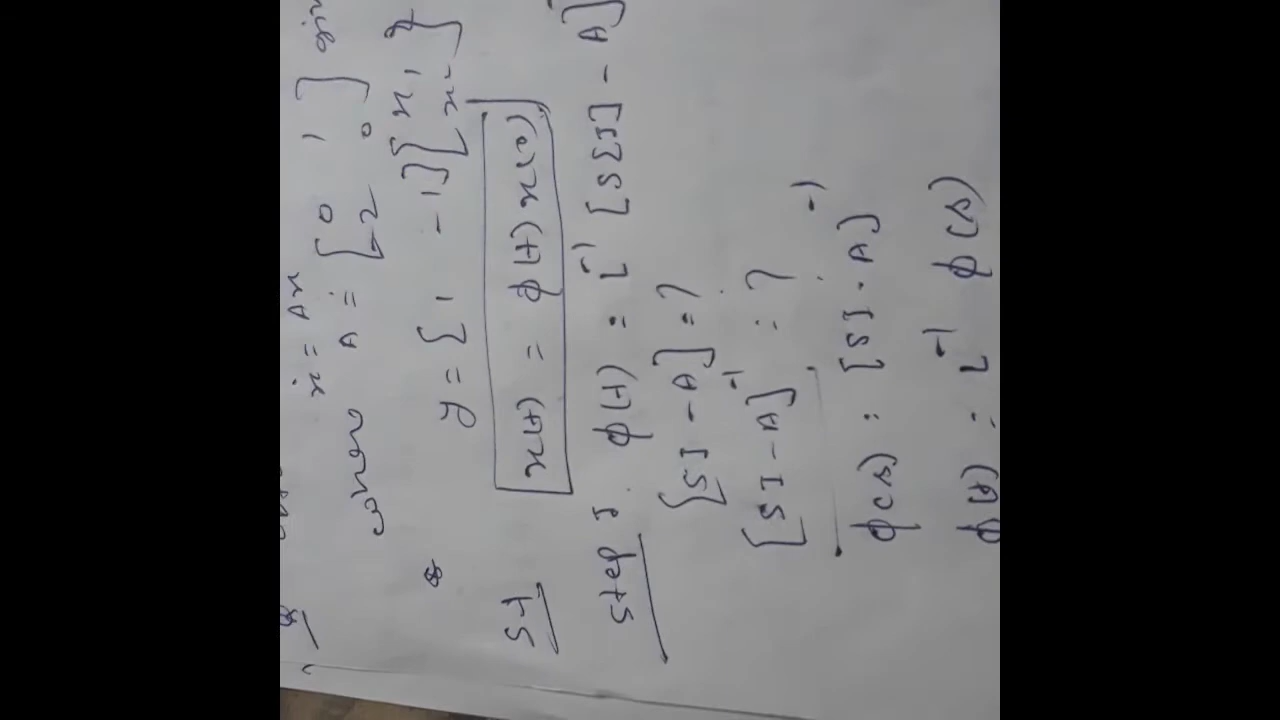 ẋ = Ax
where A = [0 1
-2 0]
& y = [1 -1] [x1
x2]
x(t) = φ(t) x(0)
Step I. φ(t) = L⁻¹ [S[I] - A]
[SI - A] = ?
[SI - A]⁻¹ = ?
φ(s) = [SI - A]⁻¹
φ(t) = L⁻¹ φ(s)